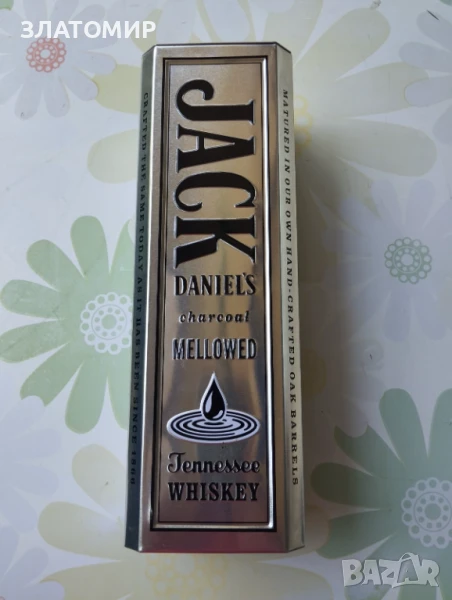 ЗЛАТОМИР
JACK
DANIEL'S
charcoal
MELLOWED
Tennessee
WHISKEY
CRAFTED THE SAME TODAY AS IT HAS BEEN SINCE 1866
MATURED IN OUR OWN HAND-CRAFTED OAK BARRELS
BAZAR